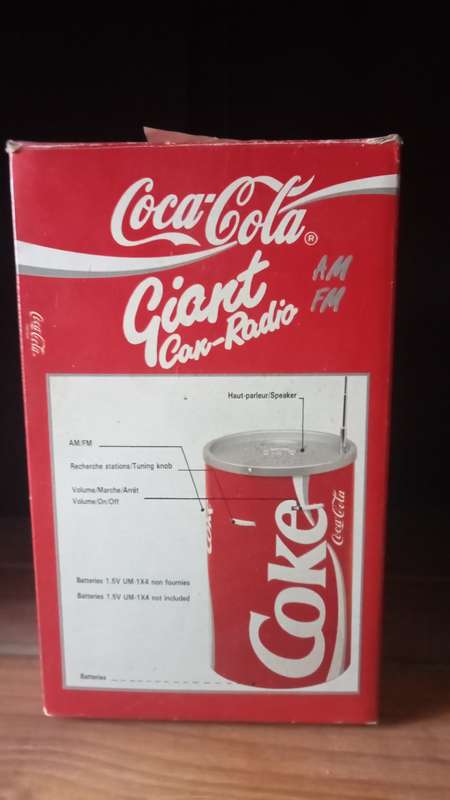 Coca-Cola®
Giant
Can-Radio
AM
FM
Coca-Cola
Haut-parleur/Speaker
AM/FM
Recherche stations/Tuning knob
Volume/Marche/Arrêt
Volume/On/Off
Coke
Coca-Cola
Batteries 1.5V UM-1X4 non fournies
Batteries 1.5V UM-1X4 not included
Batteries